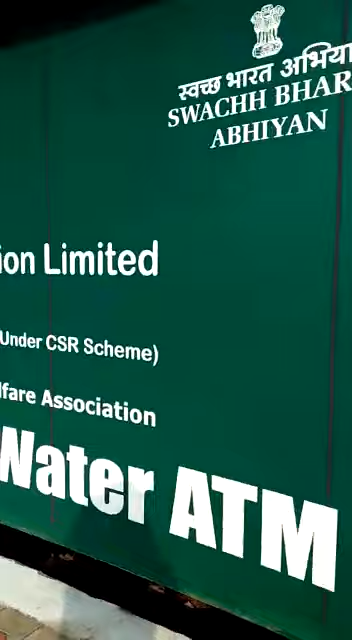 स्वच्छ भारत अभिया
SWACHH BHAR
ABHIYAN
ion Limited
Under CSR Scheme)
lfare Association
Water ATM